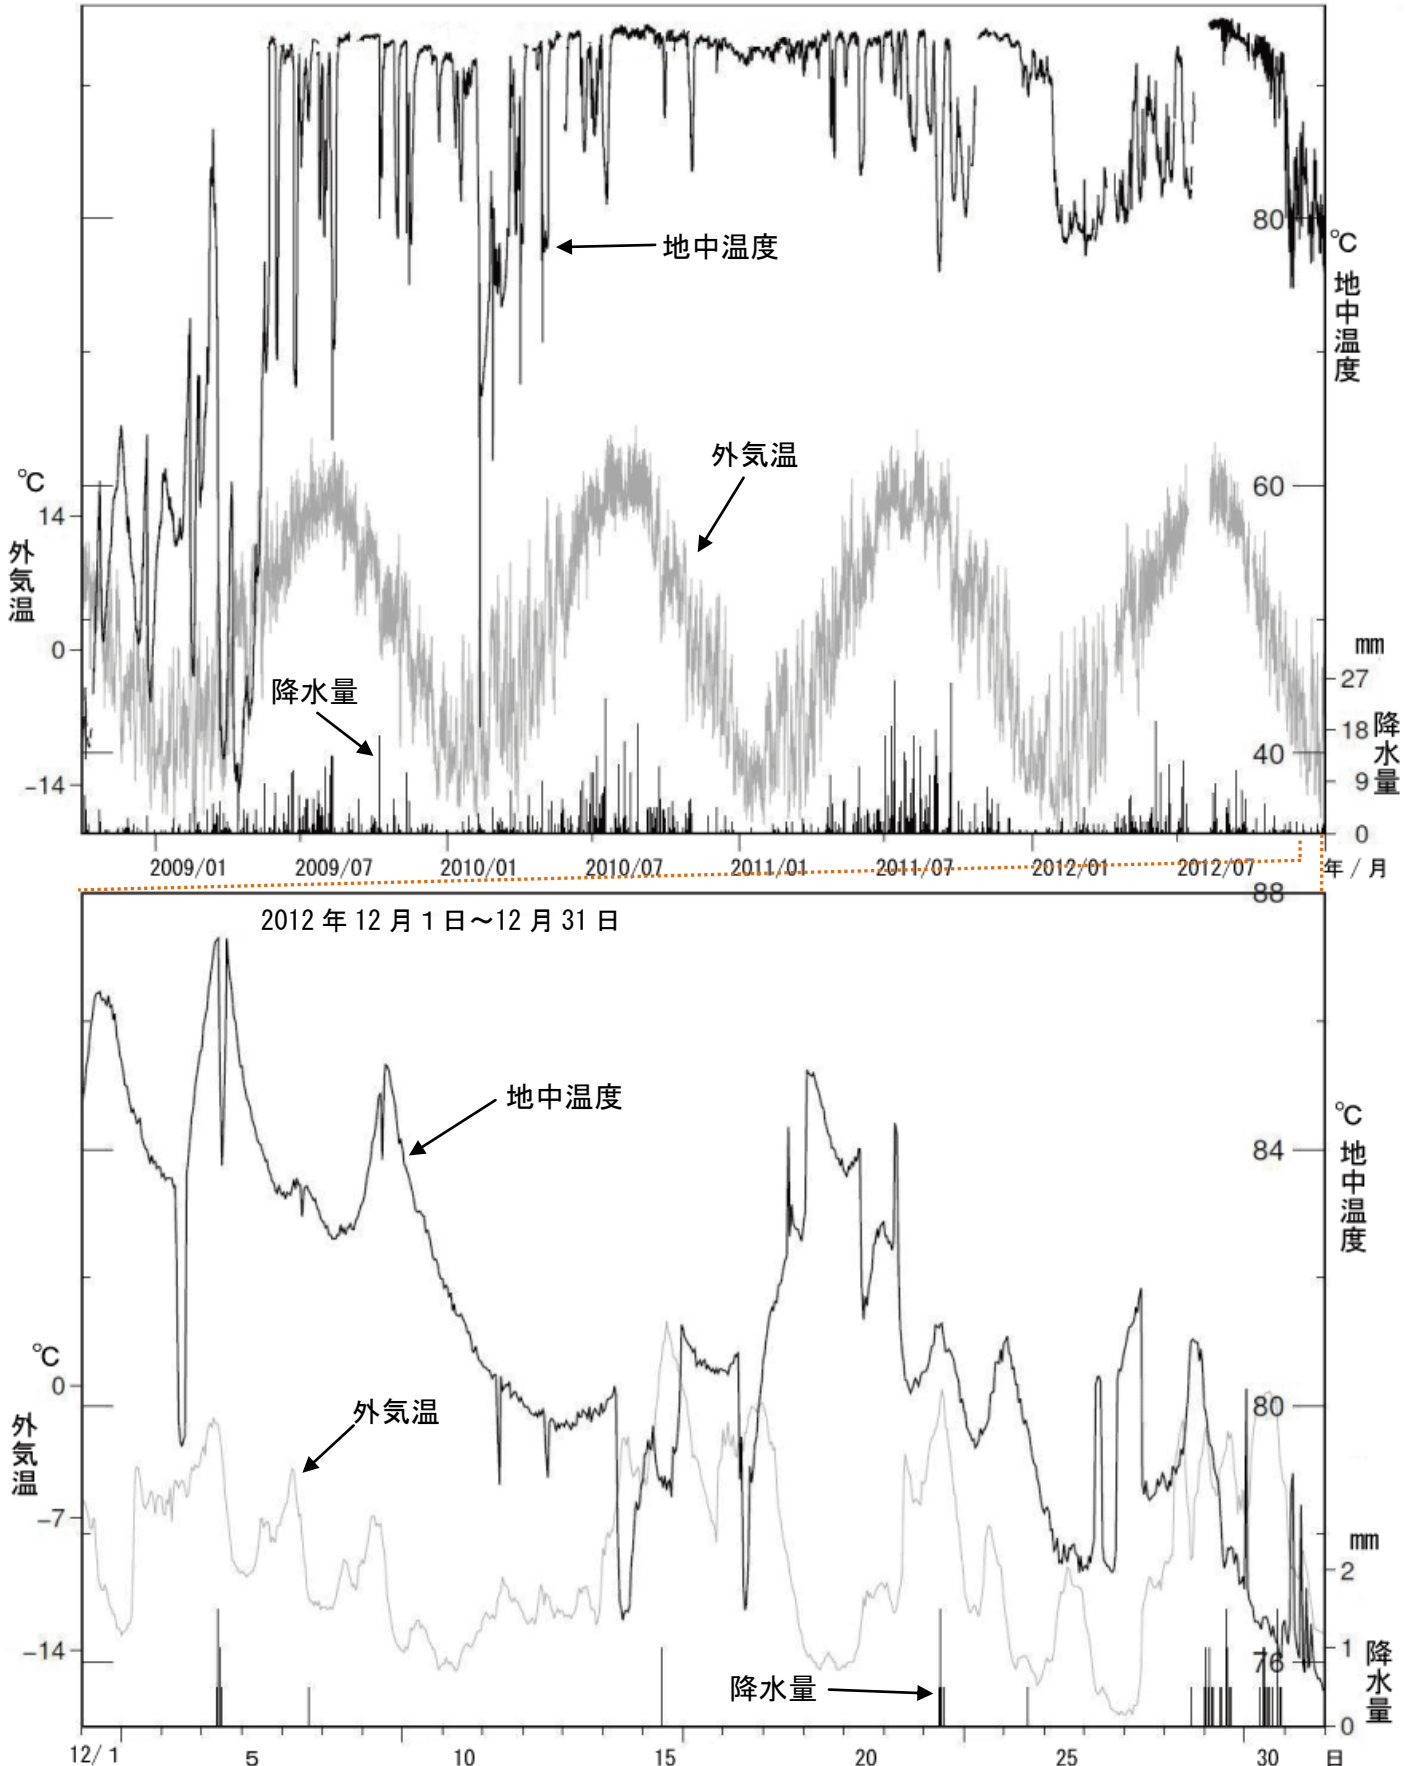 80
℃
地中温度
地中温度
外気温
℃
60
14
外気温
0
mm
降水量
27
18
降水量
40
-14
9
0
2009/01
2009/07
2010/01
2010/07
2011/01
2011/07
2012/01
2012/07
年 / 月
88
2012 年 12 月 1 日～12 月 31 日
地中温度
℃
84
地中温度
℃
0
80
外気温
外気温
-7
mm
2
-14
76
1
降水量
降水量
0
12/ 1
5
10
15
20
25
30
日